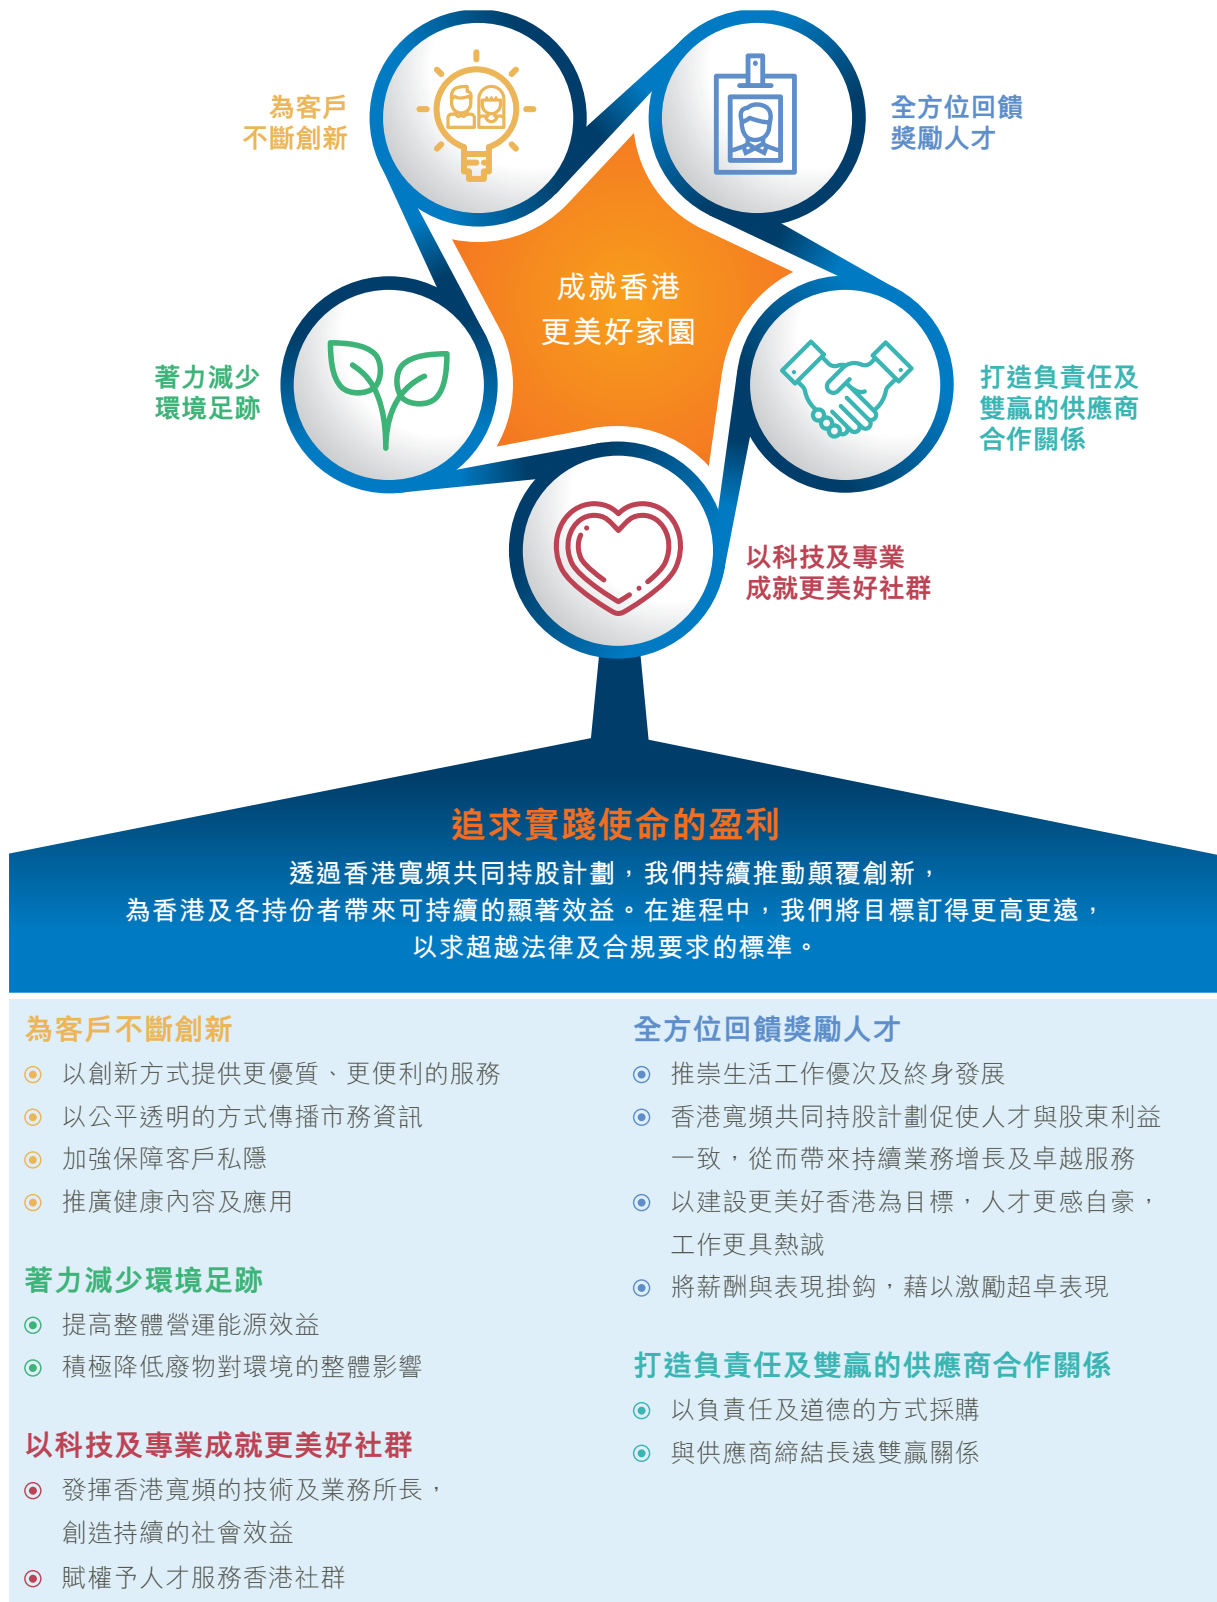 為客戶
不斷創新
全方位回饋
獎勵人才
成就香港
更美好家園
著力減少
環境足跡
打造負責任及
雙贏的供應商
合作關係
以科技及專業
成就更美好社群
追求實踐使命的盈利
透過香港寬頻共同持股計劃，我們持續推動顛覆創新，
為香港及各持份者帶來可持續的顯著效益。在進程中，我們將目標訂得更高更遠，
以求超越法律及合規要求的標準。
為客戶不斷創新
以創新方式提供更優質、更便利的服務
以公平透明的方式傳播市務資訊
加強保障客戶私隱
推廣健康內容及應用
著力減少環境足跡
提高整體營運能源效益
積極降低廢物對環境的整體影響
以科技及專業成就更美好社群
發揮香港寬頻的技術及業務所長，
創造持續的社會效益
賦權予人才服務香港社群
全方位回饋獎勵人才
推崇生活工作優次及終身發展
香港寬頻共同持股計劃促使人才與股東利益
一致，從而帶來持續業務增長及卓越服務
以建設更美好香港為目標，人才更感自豪，
工作更具熱誠
將薪酬與表現掛鈎，藉以激勵超卓表現
打造負責任及雙贏的供應商合作關係
以負責任及道德的方式採購
與供應商締結長遠雙贏關係